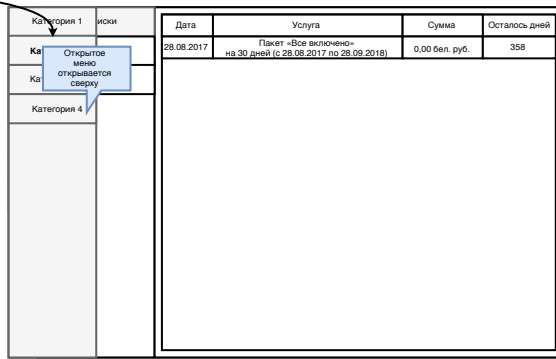 Категория 1
иски
Открытое
меню
открывается
сверху
Категория 4
Дата
Услуга
Сумма
Осталось дней
28.08.2017
Пакет «Все включено»
на 30 дней (с 28.08.2017 по 28.09.2018)
0,00 бел. руб.
358